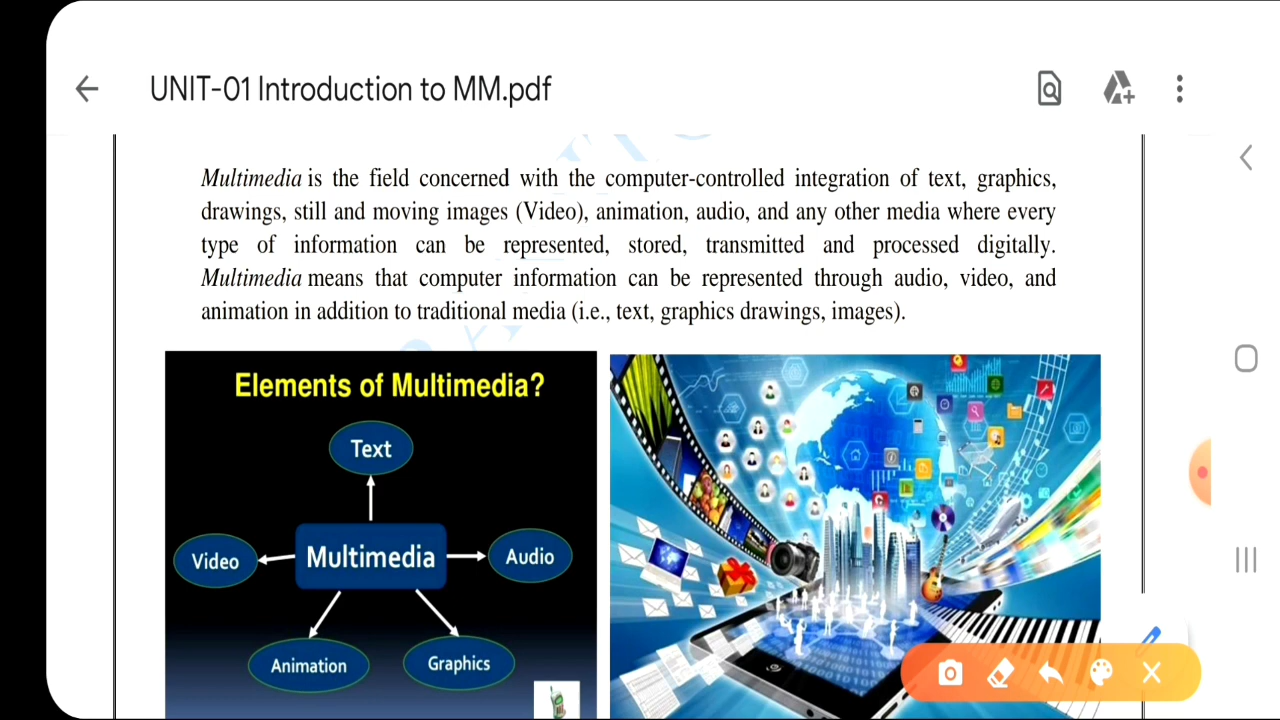 UNIT-01 Introduction to MM.pdf
Multimedia is the field concerned with the computer-controlled integration of text, graphics,
drawings, still and moving images (Video), animation, audio, and any other media where every
type of information can be represented, stored, transmitted and processed digitally.
Multimedia means that computer information can be represented through audio, video, and
animation in addition to traditional media (i.e., text, graphics drawings, images).
Elements of Multimedia?
Text
Video
Multimedia
Audio
Animation
Graphics